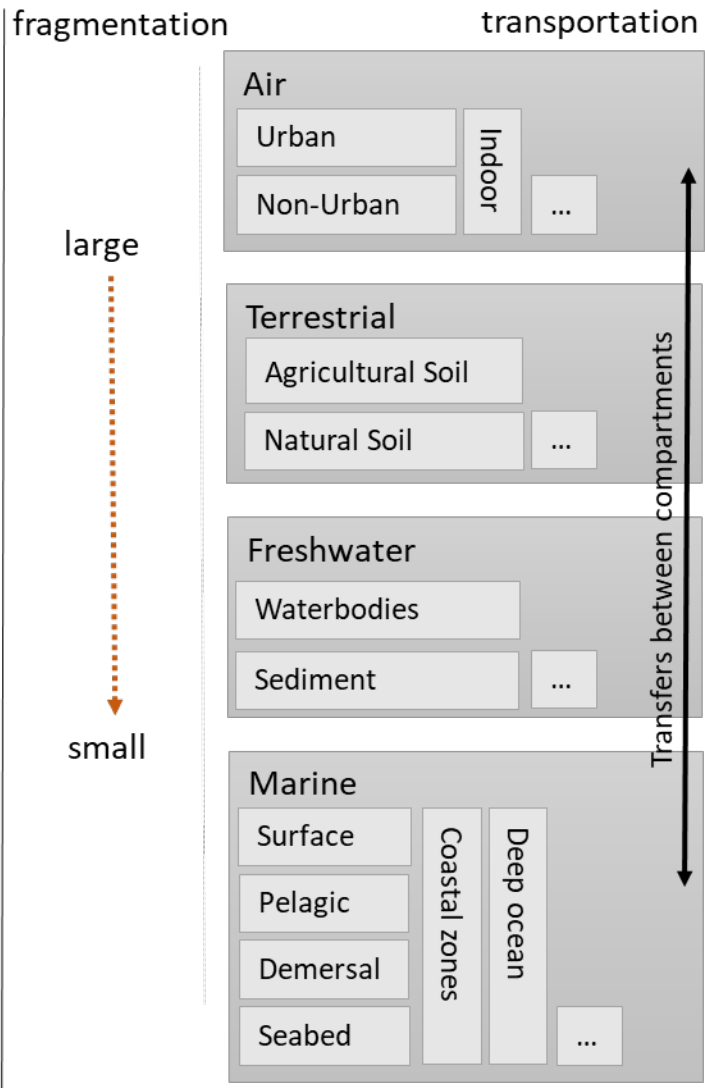 fragmentation
transportation
large
small
Air
Urban
Non-Urban
Indoor
...
Terrestrial
Agricultural Soil
Natural Soil
...
Freshwater
Waterbodies
Sediment
...
Marine
Surface
Pelagic
Demersal
Seabed
Coastal zones
Deep ocean
...
Transfers between compartments